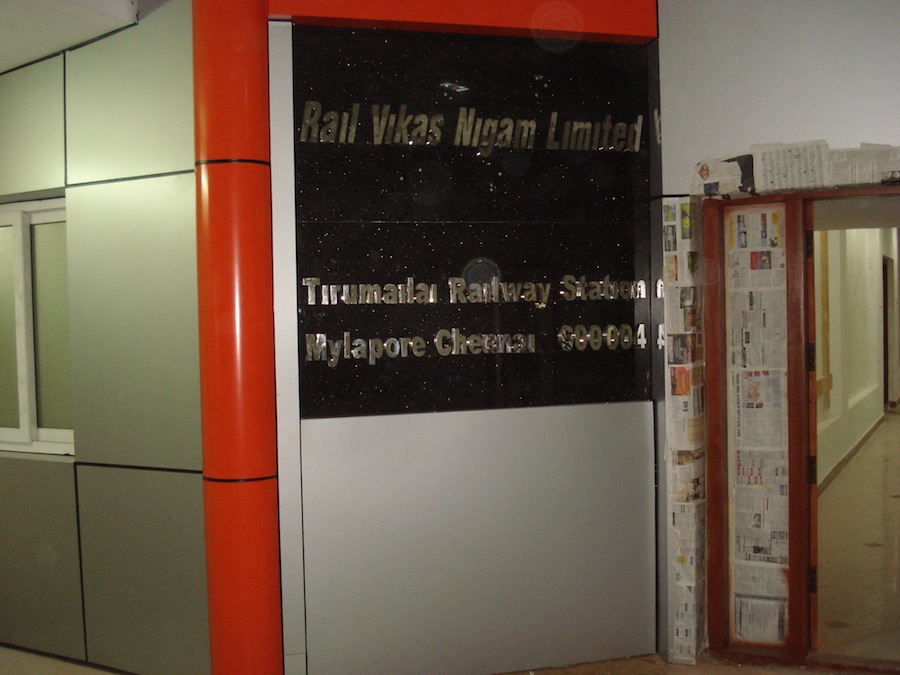 Rail Vikas Nigam Limited
Tirumailai Railway Station
Mylapore Chennai 600 004